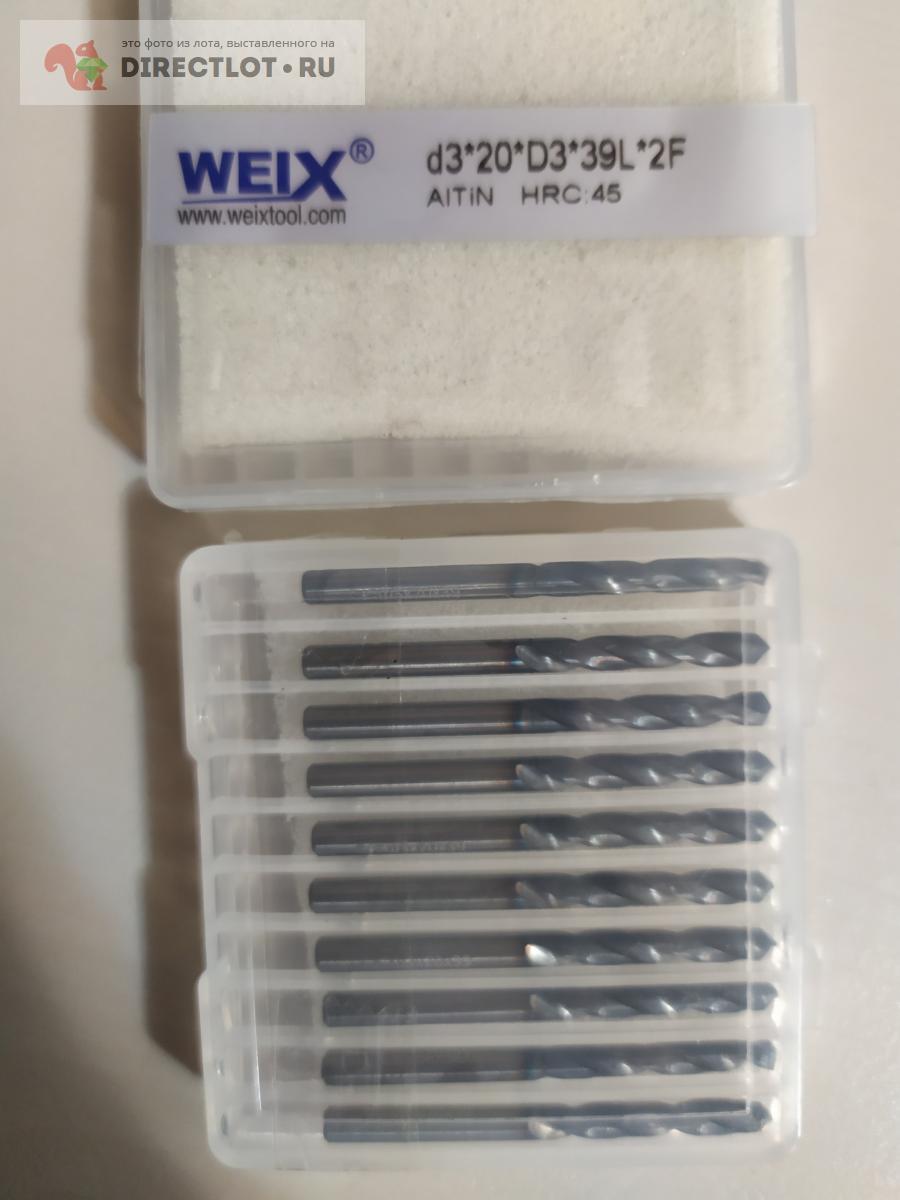 это фото из лота, выставленного на
DIRECTLOT•RU
WEIX®
www.weixtool.com
d3*20*D3*39L*2F
AITiN HRC:45